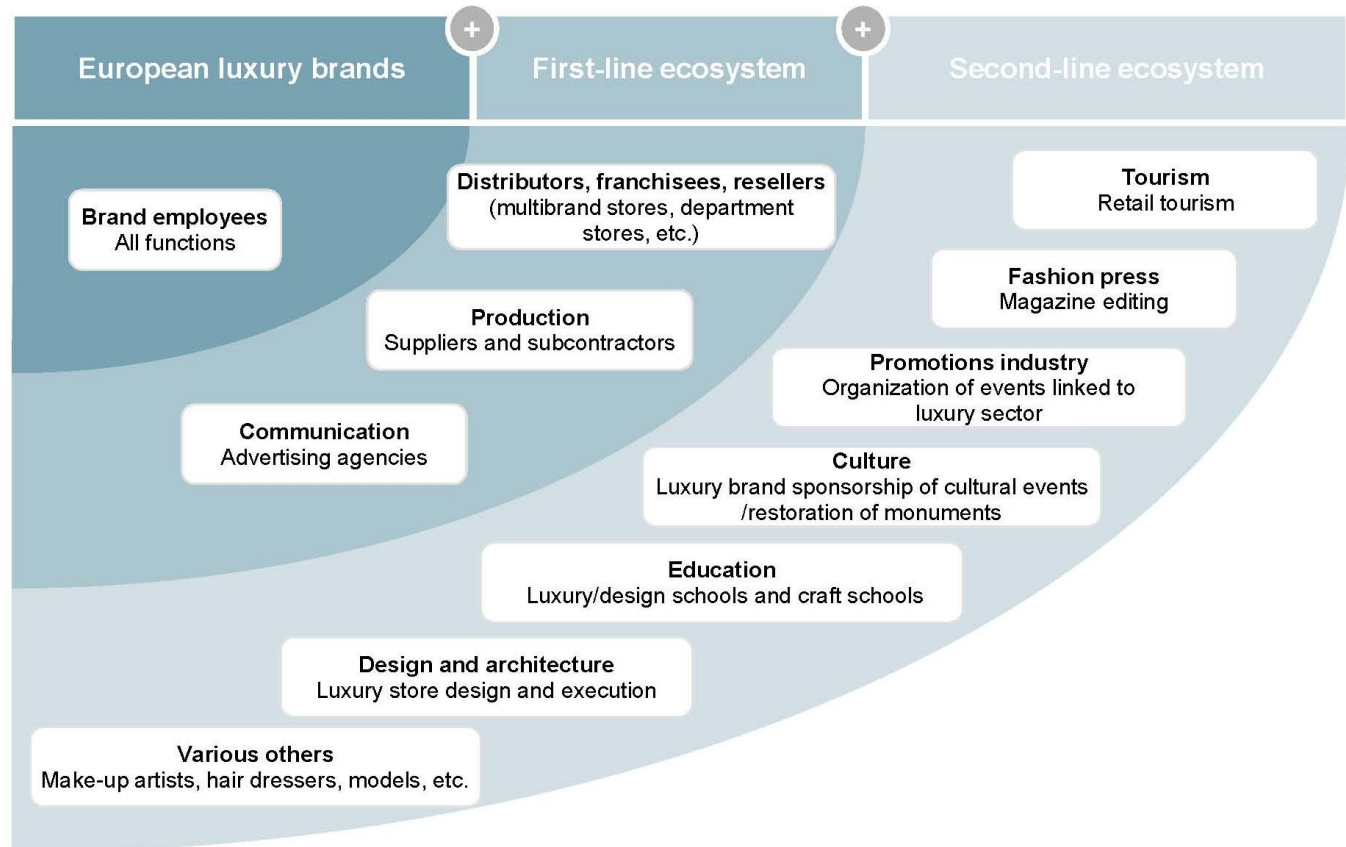 +
+
European luxury brands
First-line ecosystem
Second-line ecosystem
Brand employees
All functions
Distributors, franchisees, resellers
(multibrand stores, department
stores, etc.)
Production
Suppliers and subcontractors
Communication
Advertising agencies
Tourism
Retail tourism
Fashion press
Magazine editing
Promotions industry
Organization of events linked to
luxury sector
Culture
Luxury brand sponsorship of cultural events
/restoration of monuments
Education
Luxury/design schools and craft schools
Design and architecture
Luxury store design and execution
Various others
Make-up artists, hair dressers, models, etc.